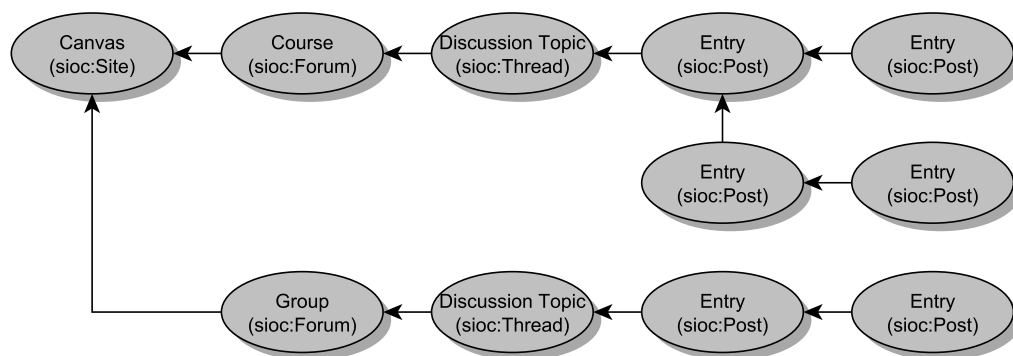 Canvas
(sioc:Site)
Course
(sioc:Forum)
Discussion Topic
(sioc:Thread)
Entry
(sioc:Post)
Entry
(sioc:Post)
Entry
(sioc:Post)
Entry
(sioc:Post)
Group
(sioc:Forum)
Discussion Topic
(sioc:Thread)
Entry
(sioc:Post)
Entry
(sioc:Post)